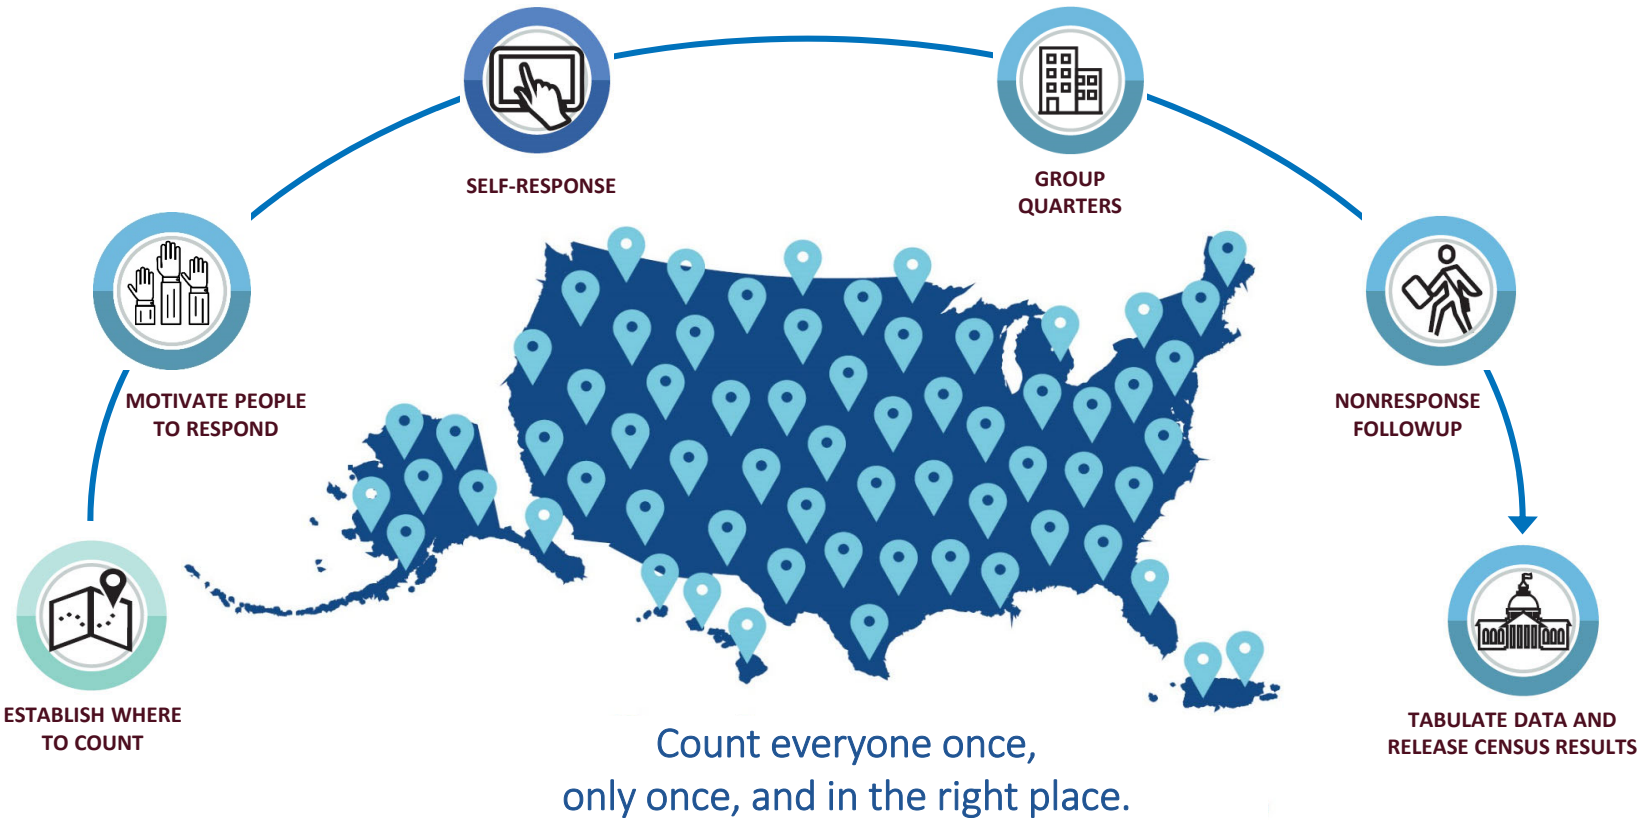 SELF-RESPONSE
GROUP
QUARTERS
MOTIVATE PEOPLE
TO RESPOND
NONRESPONSE
FOLLOWUP
ESTABLISH WHERE
TO COUNT
TABULATE DATA AND
RELEASE CENSUS RESULTS
Count everyone once,
only once, and in the right place.